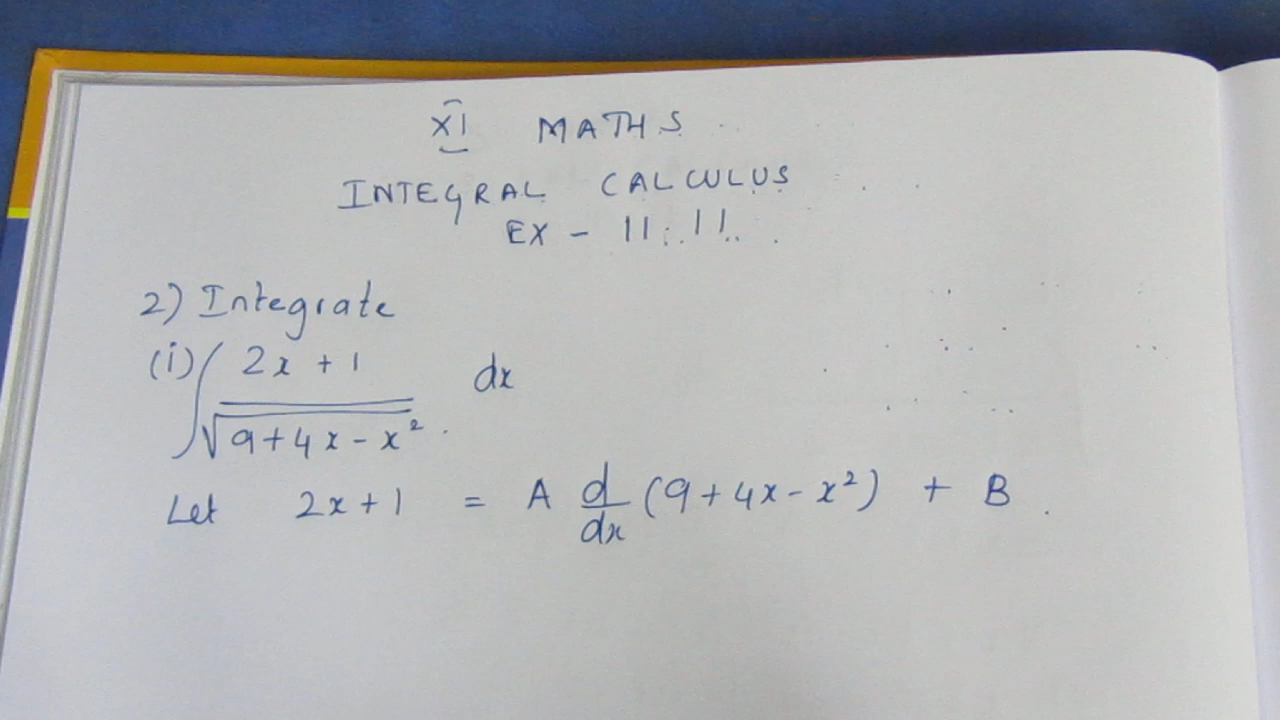 XI MATHS
INTEGRAL CALCULUS
EX - 11.11
2) Integrate
(i) ∫ (2x + 1) / √(9+4x-x²) dx
Let 2x+1 = A d/dx (9+4x-x²) + B